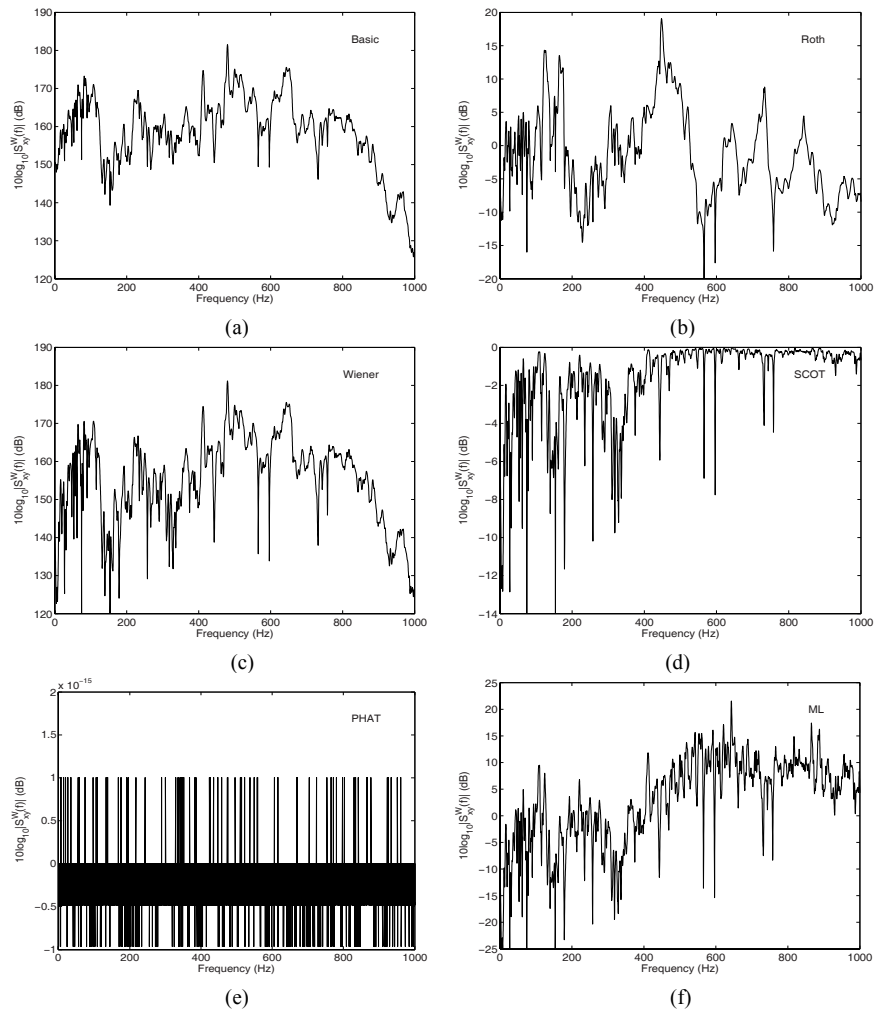 190
180
170
160
150
140
130
120
10log₁₀|Sᵂₓᵧ(f)| (dB)
Basic
0 200 400 600 800 1000
Frequency (Hz)
(a)
20
15
10
5
0
−5
−10
−15
−20
10log₁₀|Sᵂₓᵧ(f)| (dB)
Roth
0 200 400 600 800 1000
Frequency (Hz)
(b)
190
180
170
160
150
140
130
120
10log₁₀|Sᵂₓᵧ(f)| (dB)
Wiener
0 200 400 600 800 1000
Frequency (Hz)
(c)
0
−2
−4
−6
−8
−10
−12
−14
10log₁₀|Sᵂₓᵧ(f)| (dB)
SCOT
0 200 400 600 800 1000
Frequency (Hz)
(d)
x 10⁻¹⁵
2
1.5
1
0.5
0
−0.5
−1
10log₁₀|Sᵂₓᵧ(f)| (dB)
PHAT
0 200 400 600 800 1000
Frequency (Hz)
(e)
25
20
15
10
5
0
−5
−10
−15
−20
−25
10log₁₀|Sᵂₓᵧ(f)| (dB)
ML
0 200 400 600 800 1000
Frequency (Hz)
(f)